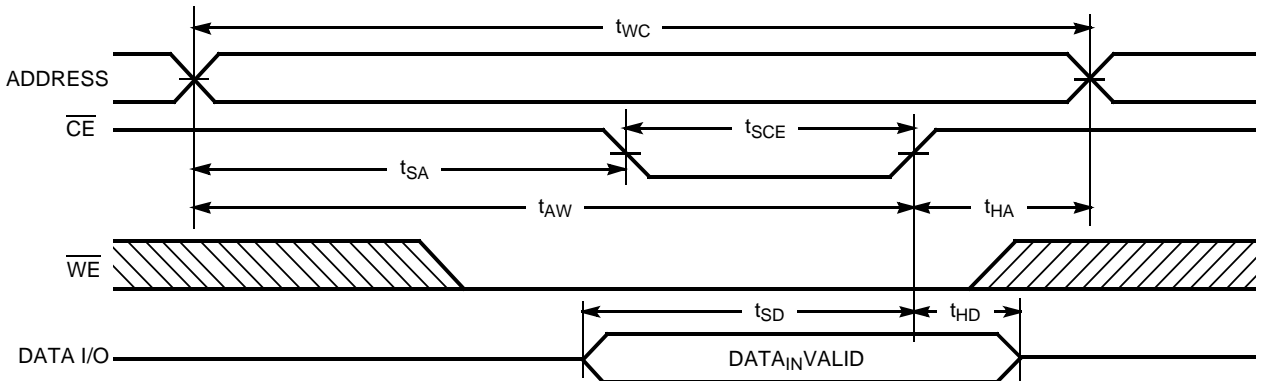 tWC
ADDRESS
CE
tSCE
tSA
tAW
tHA
WE
tSD
tHD
DATA I/O
DATAINVALID